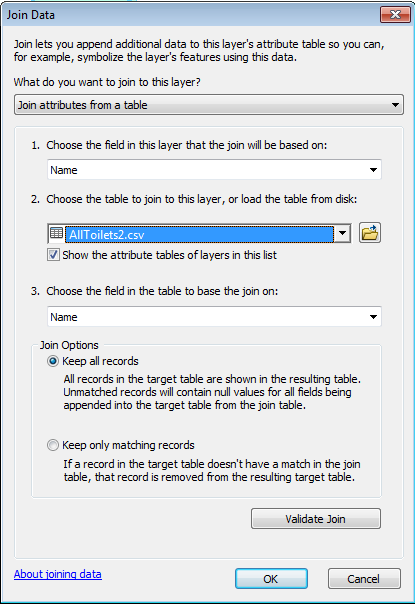 Join Data
Join lets you append additional data to this layer's attribute table so you can,
for example, symbolize the layer's features using this data.
What do you want to join to this layer?
Join attributes from a table
1. Choose the field in this layer that the join will be based on:
Name
2. Choose the table to join to this layer, or load the table from disk:
AllToilets2.csv
Show the attribute tables of layers in this list
3. Choose the field in the table to base the join on:
Name
Join Options
Keep all records
All records in the target table are shown in the resulting table.
Unmatched records will contain null values for all fields being
appended into the target table from the join table.
Keep only matching records
If a record in the target table doesn't have a match in the join
table, that record is removed from the resulting target table.
Validate Join
About joining data
OK
Cancel